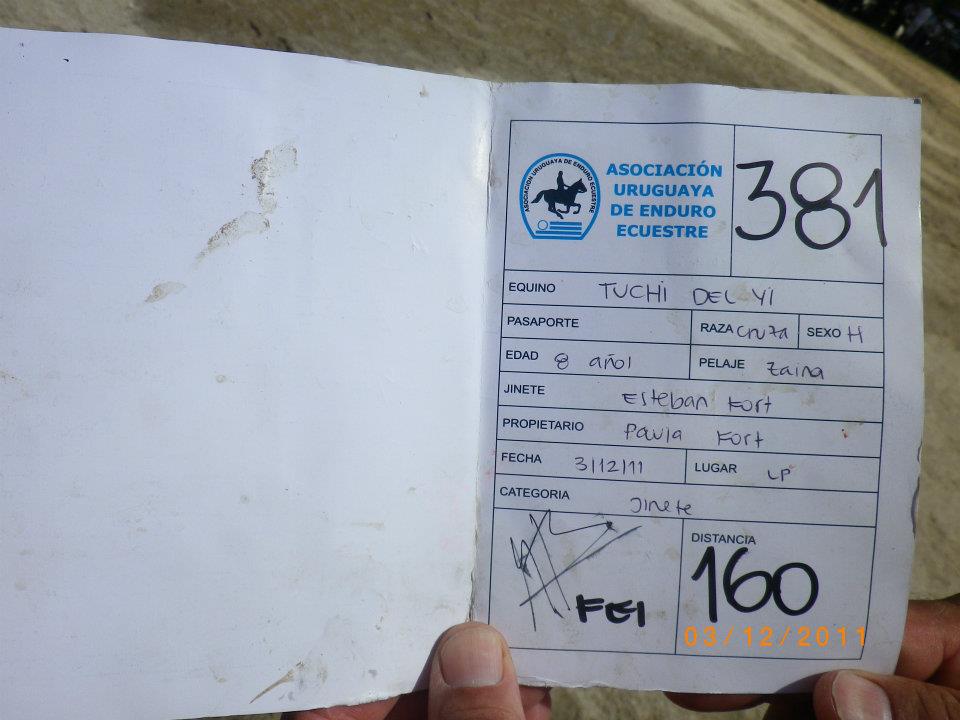 ASOCIACIÓN URUGUAYA DE ENDURO ECUESTRE
ASOCIACIÓN
URUGUAYA
DE ENDURO
ECUESTRE
381
EQUINO TUCHI DEL YI
PASAPORTE
RAZA Cruza SEXO H
EDAD 8 años
PELAJE Zaina
JINETE Esteban Fort
PROPIETARIO Paula Fort
FECHA 3/12/11
LUGAR LP
CATEGORIA Jinete
FEI
DISTANCIA
160
03/12/2011